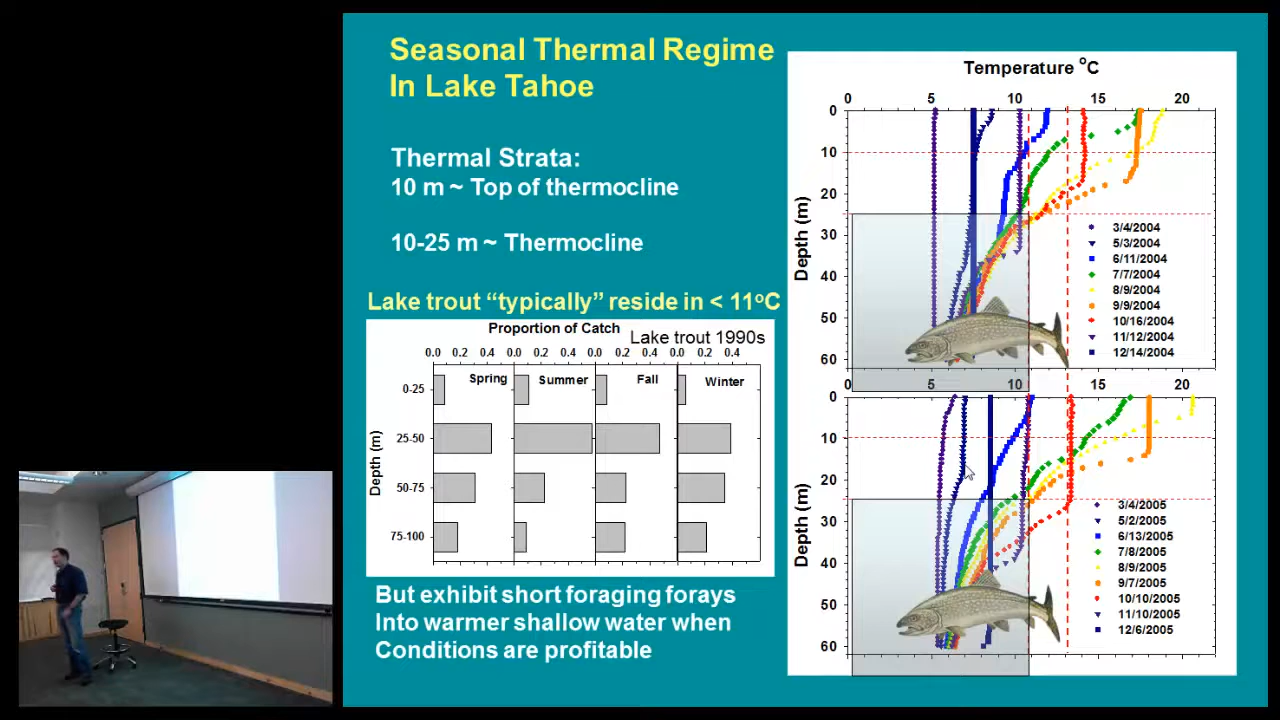 Seasonal Thermal Regime
In Lake Tahoe
Thermal Strata:
10 m ~ Top of thermocline
10-25 m ~ Thermocline
Lake trout “typically” reside in < 11oC
Proportion of Catch
Lake trout 1990s
0.0 0.2 0.4 0.0 0.2 0.4 0.0 0.2 0.4 0.0 0.2 0.4
Spring Summer Fall Winter
Depth (m)
0-25
25-50
50-75
75-100
But exhibit short foraging forays
Into warmer shallow water when
Conditions are profitable
Temperature oC
0 5 10 15 20
Depth (m)
0
10
20
30
40
50
60
3/4/2004
5/3/2004
6/11/2004
7/7/2004
8/9/2004
9/9/2004
10/16/2004
11/12/2004
12/14/2004
0 5 10 15 20
Depth (m)
0
10
20
30
40
50
60
3/4/2005
5/2/2005
6/13/2005
7/8/2005
8/9/2005
9/7/2005
10/10/2005
11/10/2005
12/6/2005